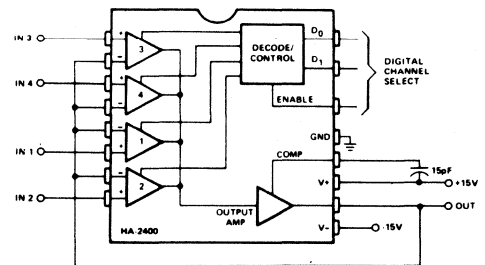 IN 3
+
3
-
IN 4
+
4
-
-
1
IN 1
+
-
2
IN 2
+
HA-2400
DECODE/
CONTROL
D0
D1
ENABLE
DIGITAL
CHANNEL
SELECT
GND
COMP
15pF
V+
+15V
OUTPUT
AMP
OUT
V-
-15V